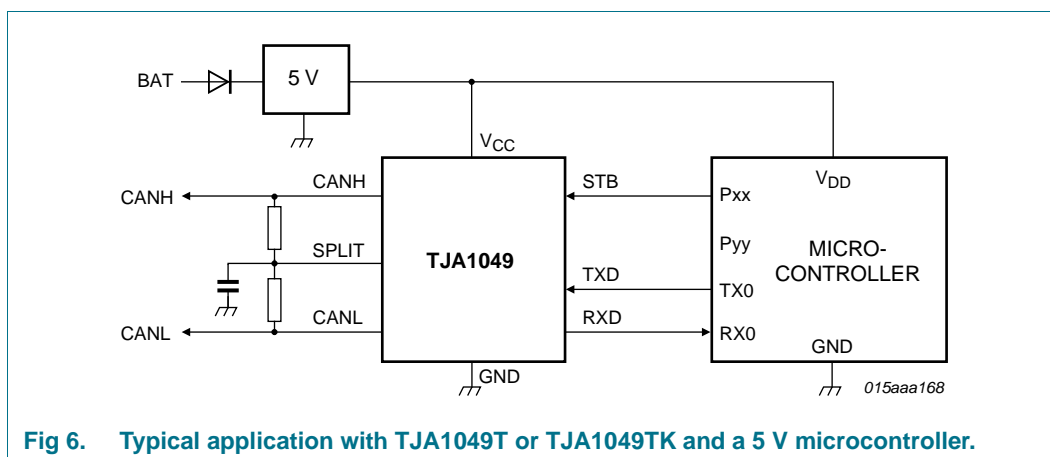 BAT
5 V
VCC
VDD
CANH
CANH
STB
Pxx
SPLIT
TJA1049
Pyy
MICRO-
CONTROLLER
TXD
TX0
CANL
CANL
RXD
RX0
GND
GND
015aaa168
Fig 6. Typical application with TJA1049T or TJA1049TK and a 5 V microcontroller.